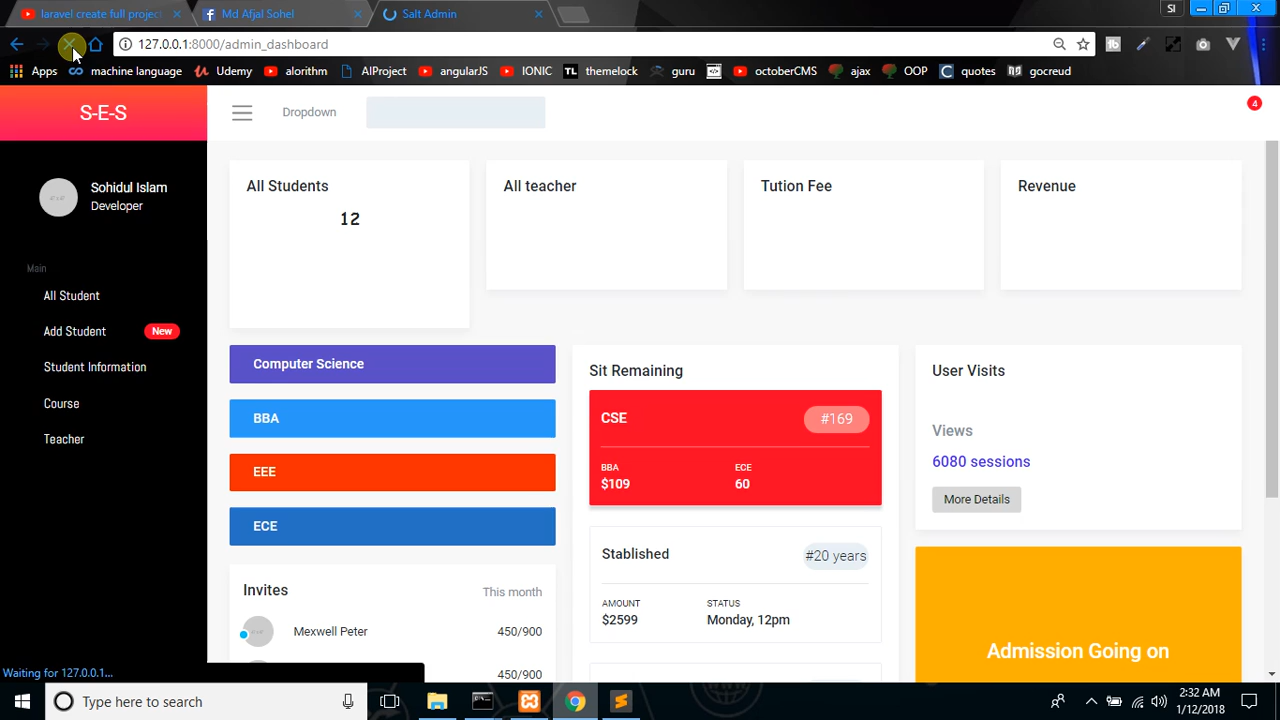 laravel create full projec
Md Afjal Sohel
Salt Admin
SI
127.0.0.1:8000/admin_dashboard
Apps
machine language
Udemy
alorithm
AIProject
angularJS
IONIC
TL
themelock
guru
octoberCMS
ajax
OOP
quotes
gocreud
S-E-S
Dropdown
4
Sohidul Islam
Developer
Main
All Student
Add Student
New
Student Information
Course
Teacher
All Students
12
All teacher
Tution Fee
Revenue
Computer Science
BBA
EEE
ECE
Invites
This month
Mexwell Peter
450/900
450/900
Sit Remaining
CSE
#169
BBA
ECE
$109
60
Stablished
#20 years
AMOUNT
STATUS
$2599
Monday, 12pm
User Visits
Views
6080 sessions
More Details
Admission Going on
Waiting for 127.0.0.1...
Type here to search
2:32 AM
1/12/2018